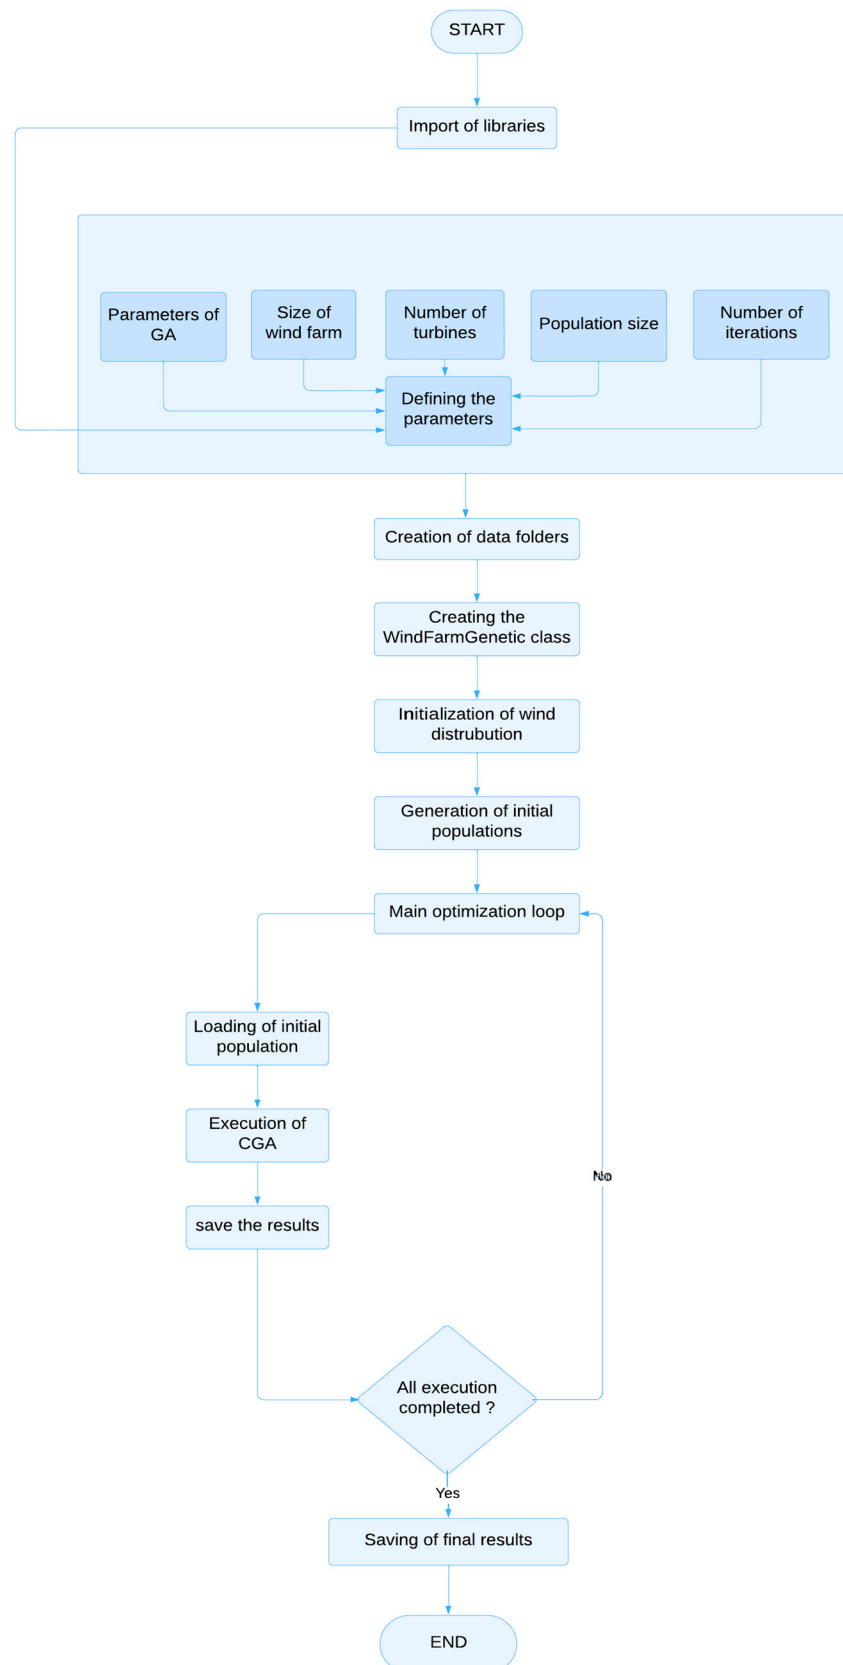 START
Import of libraries
Parameters of
GA
Size of
wind farm
Number of
turbines
Population size
Number of
iterations
Defining the
parameters
Creation of data folders
Creating the
WindFarmGenetic class
Initialization of wind
distrubution
Generation of initial
populations
Main optimization loop
Loading of initial
population
Execution of
CGA
No
save the results
All execution
completed ?
Yes
Saving of final results
END